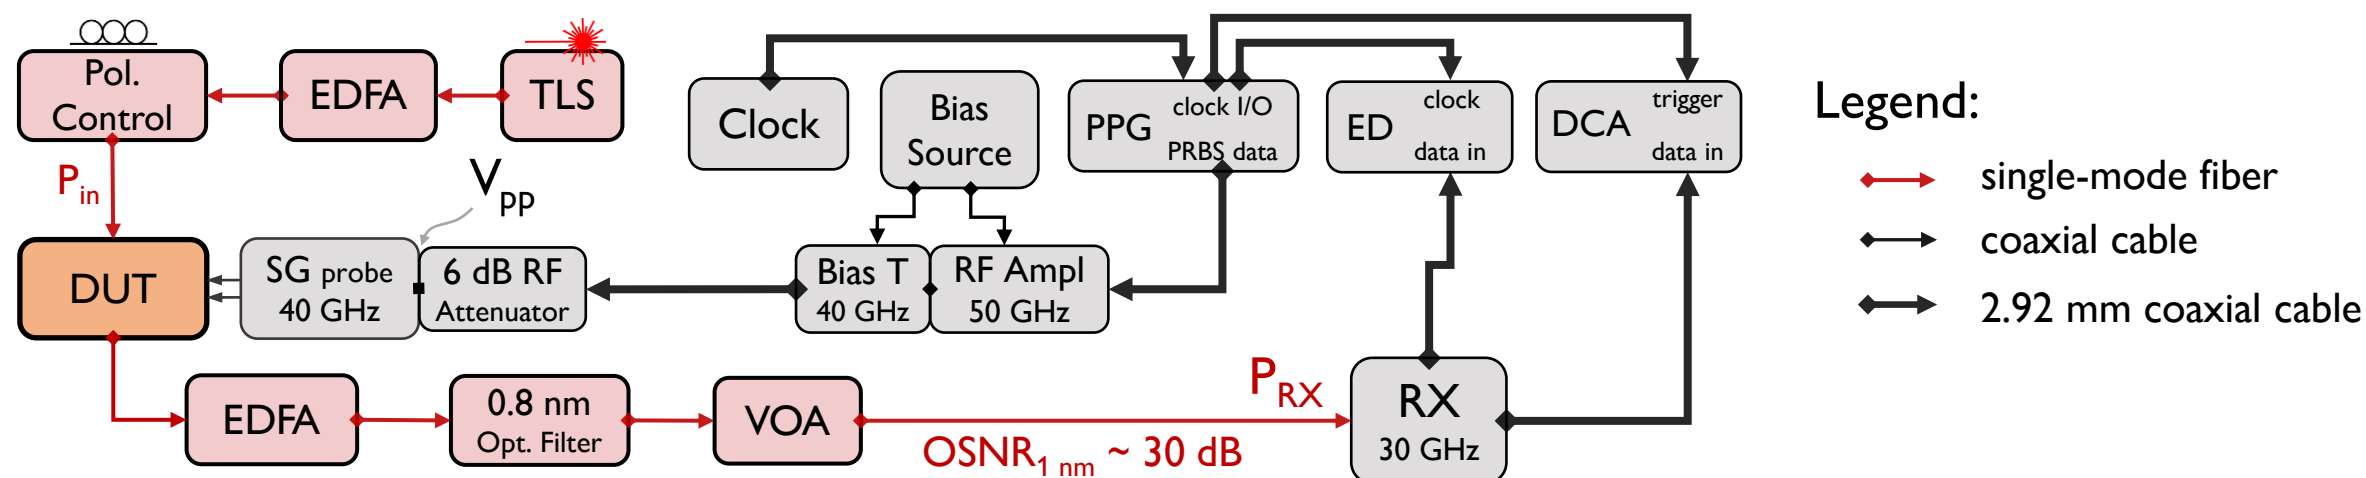 Pol.
Control
EDFA
TLS
Clock
Bias
Source
PPG
clock I/O
PRBS data
ED
clock
data in
DCA
trigger
data in
Legend:
single-mode fiber
coaxial cable
2.92 mm coaxial cable
Pin
VPP
DUT
SG probe
40 GHz
6 dB RF
Attenuator
Bias T
40 GHz
RF Ampl
50 GHz
EDFA
0.8 nm
Opt. Filter
VOA
PRX
OSNR1 nm ~ 30 dB
RX
30 GHz